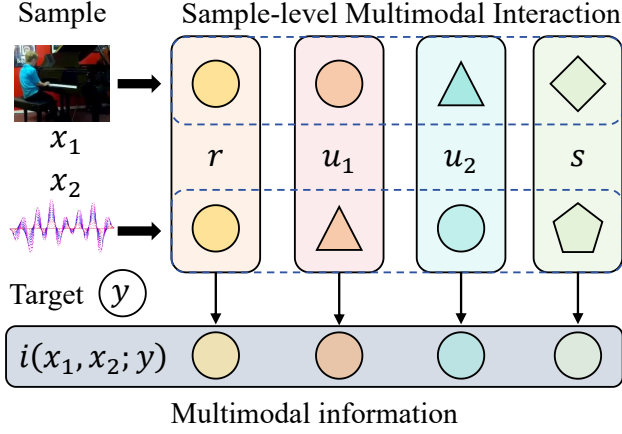 Sample
Sample-level Multimodal Interaction
x₁
r u₁ u₂ s
x₂
Target y
i(x₁, x₂; y)
Multimodal information